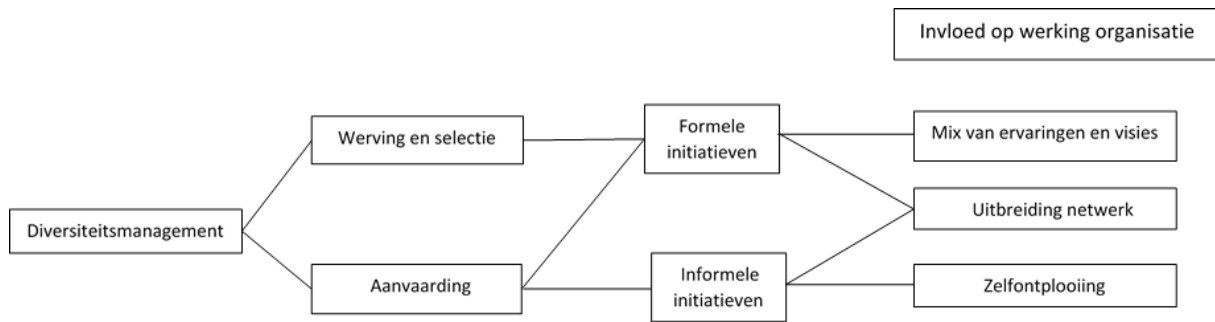 Invloed op werking organisatie
Diversiteitsmanagement
Werving en selectie
Aanvaarding
Formele
initiatieven
Informele
initiatieven
Mix van ervaringen en visies
Uitbreiding netwerk
Zelfontplooiing